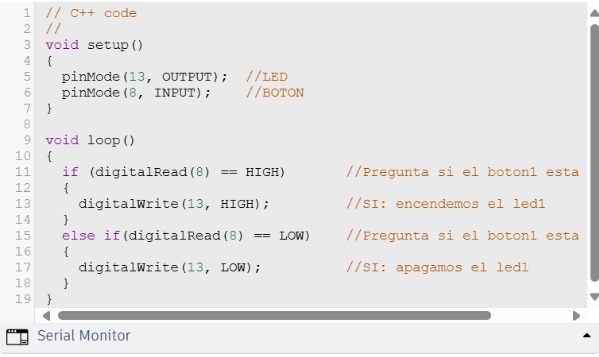 1 // C++ code
2 //
3 void setup()
4 {
5 pinMode(13, OUTPUT); //LED
6 pinMode(8, INPUT); //BOTON
7 }
8
9 void loop()
10 {
11 if (digitalRead(8) == HIGH) //Pregunta si el boton1 esta
12 {
13 digitalWrite(13, HIGH); //SI: encendemos el led1
14 }
15 else if(digitalRead(8) == LOW) //Pregunta si el boton1 esta
16 {
17 digitalWrite(13, LOW); //SI: apagamos el led1
18 }
19 }
Serial Monitor